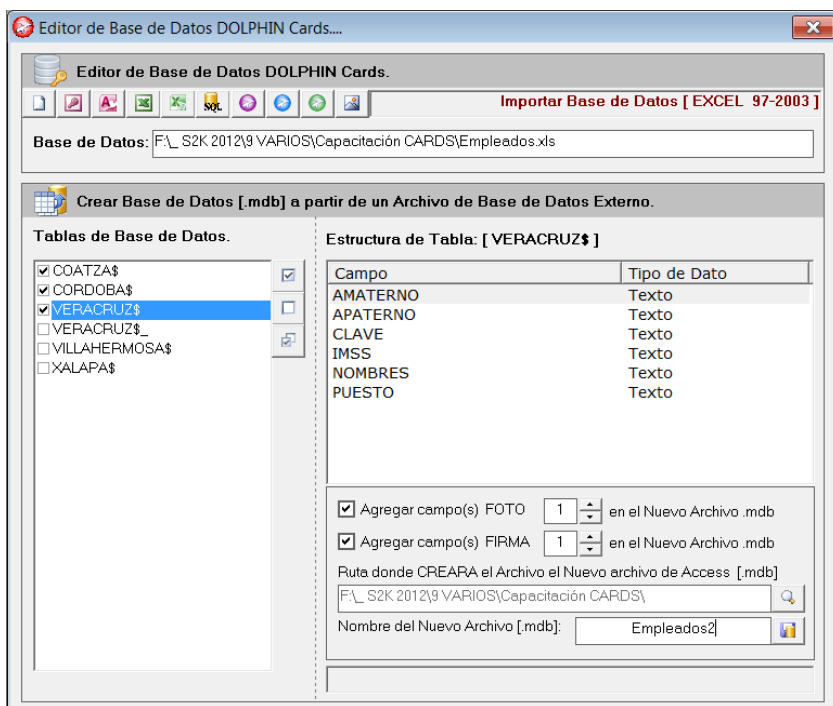 Editor de Base de Datos DOLPHIN Cards....
Editor de Base de Datos DOLPHIN Cards.
SQL
Importar Base de Datos [ EXCEL 97-2003 ]
Base de Datos: F:\_ S2K 2012\9 VARIOS\Capacitación CARDS\Empleados.xls
Crear Base de Datos [.mdb] a partir de un Archivo de Base de Datos Externo.
Tablas de Base de Datos.
COATZA$
CORDOBA$
VERACRUZ$
VERACRUZ$_
VILLAHERMOSA$
XALAPA$
Estructura de Tabla: [ VERACRUZ$ ]
Campo Tipo de Dato
AMATERNO Texto
APATERNO Texto
CLAVE Texto
IMSS Texto
NOMBRES Texto
PUESTO Texto
Agregar campo(s) FOTO 1 en el Nuevo Archivo .mdb
Agregar campo(s) FIRMA 1 en el Nuevo Archivo .mdb
Ruta donde CREARA el Archivo el Nuevo archivo de Access [.mdb]
F:\_ S2K 2012\9 VARIOS\Capacitación CARDS\
Nombre del Nuevo Archivo [.mdb]: Empleados2